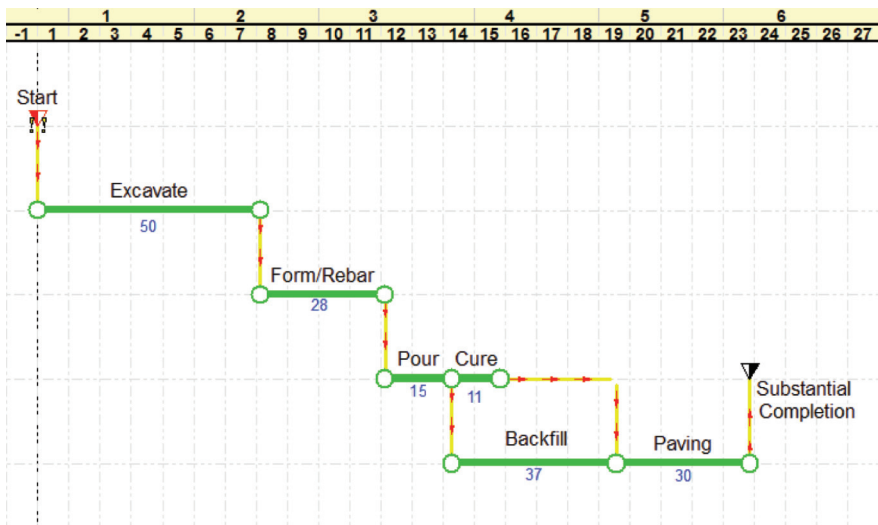 1 2 3 4 5 6
-1 1 2 3 4 5 6 7 8 9 10 11 12 13 14 15 16 17 18 19 20 21 22 23 24 25 26 27
Start
Excavate
50
Form/Rebar
28
Pour Cure
15 11
Substantial
Completion
Backfill Paving
37 30